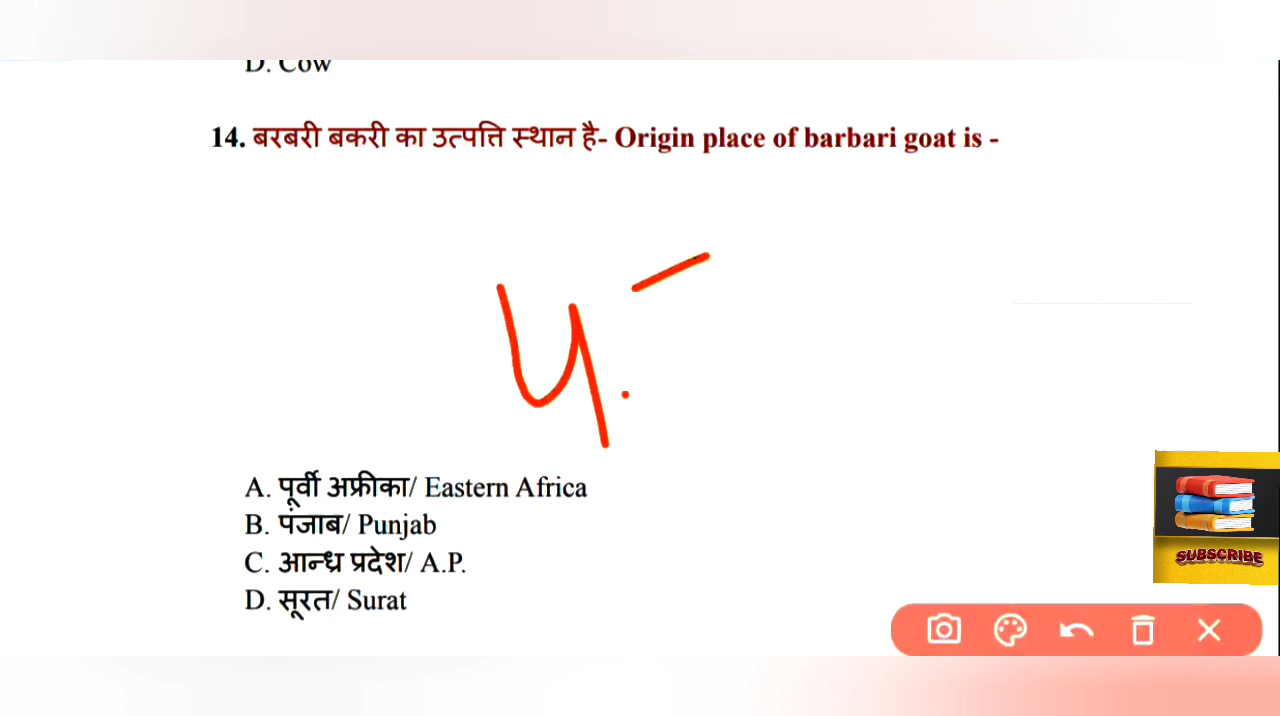 D. Cow
14. बरबरी बकरी का उत्पत्ति स्थान है- Origin place of barbari goat is -
A. पूर्वी अफ्रीका/ Eastern Africa
B. पंजाब/ Punjab
C. आन्ध्र प्रदेश/ A.P.
D. सूरत/ Surat
SUBSCRIBE